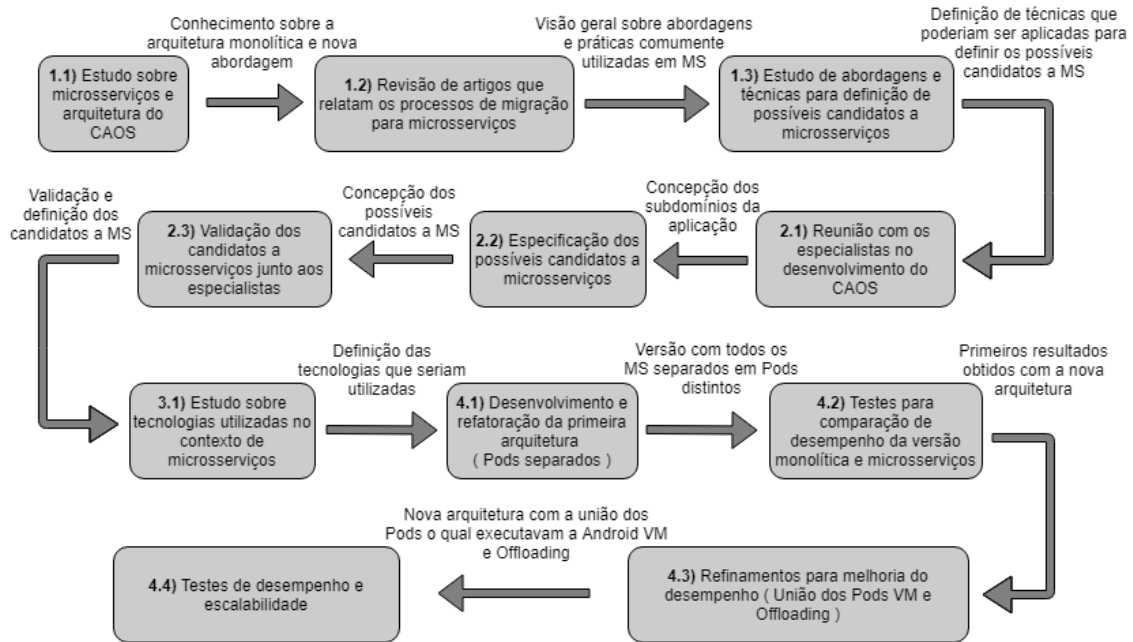 Conhecimento sobre a
arquitetura monolítica e nova
abordagem
Visão geral sobre abordagens
e práticas comumente
utilizadas em MS
Definição de técnicas que
poderiam ser aplicadas para
definir os possíveis
candidatos a MS
1.1) Estudo sobre
microserviços e
arquitetura do
CAOS
1.2) Revisão de artigos que
relatam os processos de migração
para microsserviços
1.3) Estudo de abordagens e
técnicas para definição de
possíveis candidatos a
microsserviços
Validação e
definição dos
candidatos a MS
2.3) Validação dos
candidatos a
microsserviços junto aos
especialistas
Concepção dos
possíveis
candidatos a MS
2.2) Especificação dos
possíveis candidatos a
microsserviços
Concepção dos
subdomínios da
aplicação
2.1) Reunião com os
especialistas no
desenvolvimento do
CAOS
3.1) Estudo sobre
tecnologias utilizadas no
contexto de
microsserviços
Definição das
tecnologias que seriam
utilizadas
4.1) Desenvolvimento e
refatoração da primeira
arquitetura
( Pods separados )
Versão com todos os
MS separados em Pods
distintos
4.2) Testes para
comparação de
desempenho da versão
monolítica e microsserviços
Primeiros resultados
obtidos com a nova
arquitetura
4.4) Testes de desempenho e
escalabilidade
Nova arquitetura com a união dos
Pods o qual executavam a Android VM
e Offloading
4.3) Refinamentos para melhoria do
desempenho ( União dos Pods VM e
Offloading )